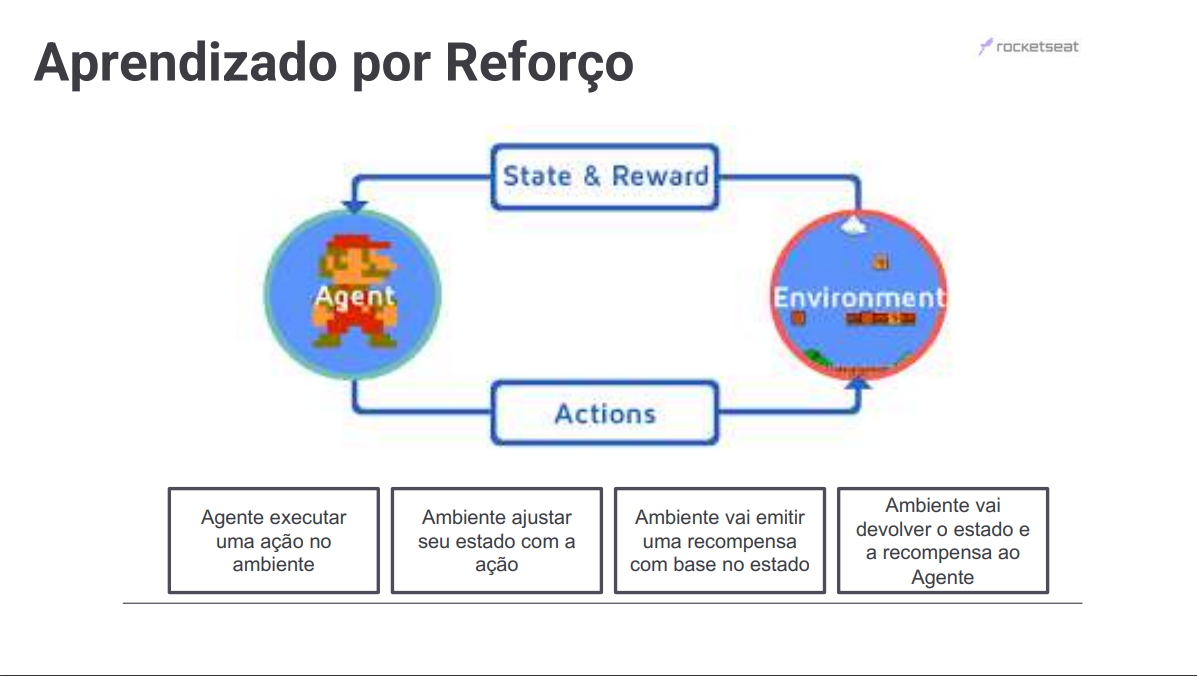 Aprendizado por Reforço
rocketseat
State & Reward
Agent
Environment
Actions
Agente executar
uma ação no
ambiente
Ambiente ajustar
seu estado com a
ação
Ambiente vai emitir
uma recompensa
com base no estado
Ambiente vai
devolver o estado e
a recompensa ao
Agente